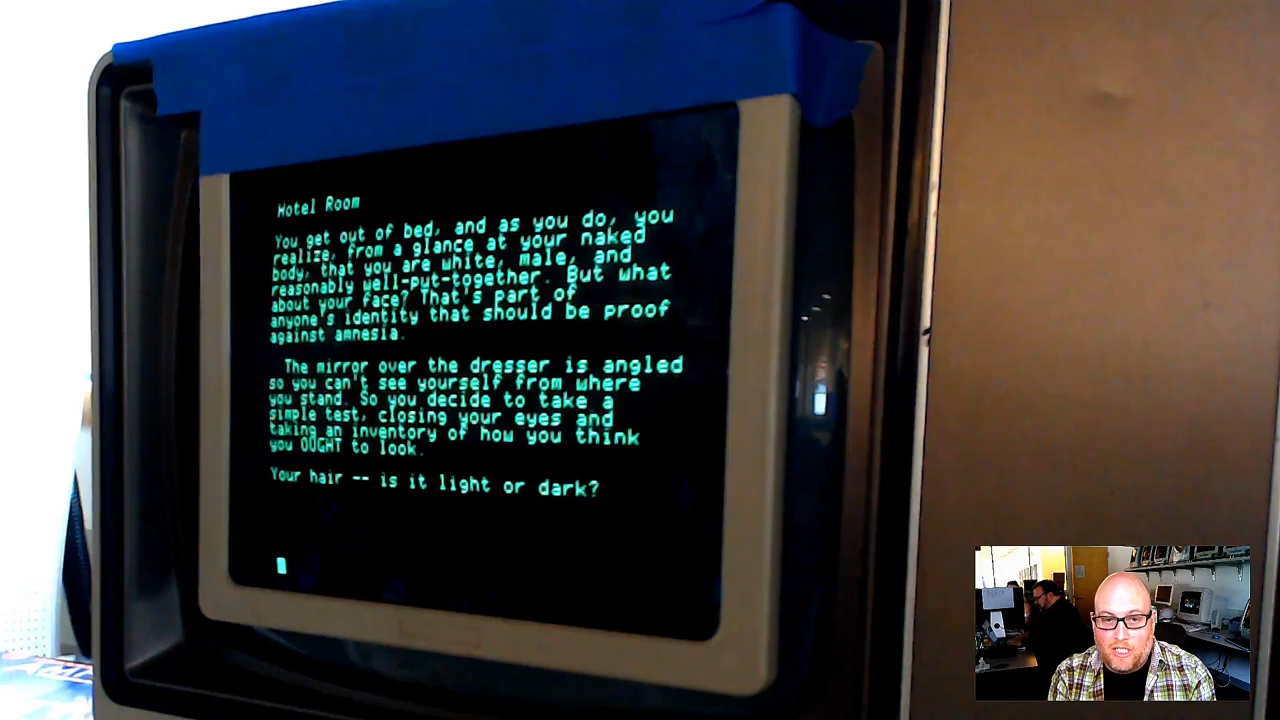 Hotel Room
You get out of bed, and as you do, you
realize, from a glance at your naked
body, that you are white, male, and
reasonably well-put-together. But what
about your face? That's part of
anyone's identity that should be proof
against amnesia.
The mirror over the dresser is angled
so you can't see yourself from where
you stand. So you decide to take a
simple test, closing your eyes and
taking an inventory of how you think
you OUGHT to look.
Your hair -- is it light or dark?